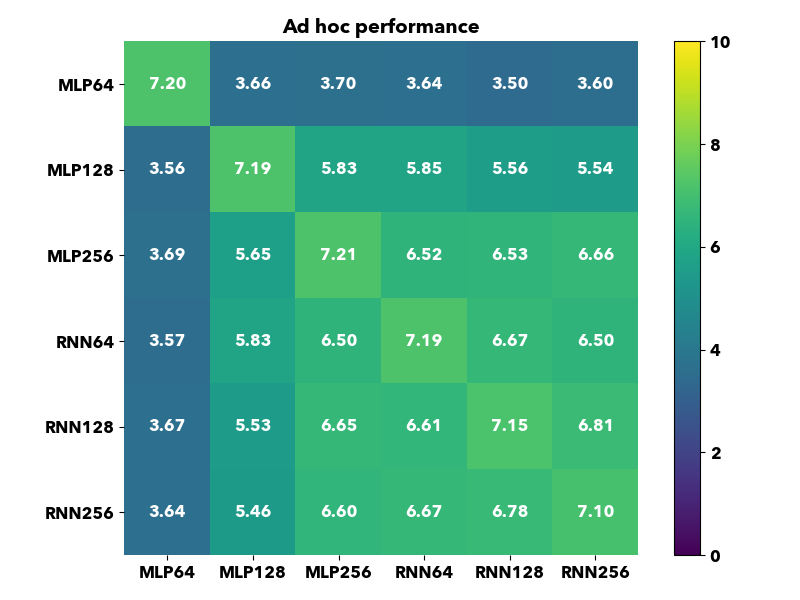 Ad hoc performance
MLP64 7.20 3.66 3.70 3.64 3.50 3.60
MLP128 3.56 7.19 5.83 5.85 5.56 5.54
MLP256 3.69 5.65 7.21 6.52 6.53 6.66
RNN64 3.57 5.83 6.50 7.19 6.67 6.50
RNN128 3.67 5.53 6.65 6.61 7.15 6.81
RNN256 3.64 5.46 6.60 6.67 6.78 7.10
MLP64 MLP128 MLP256 RNN64 RNN128 RNN256
10
8
6
4
2
0